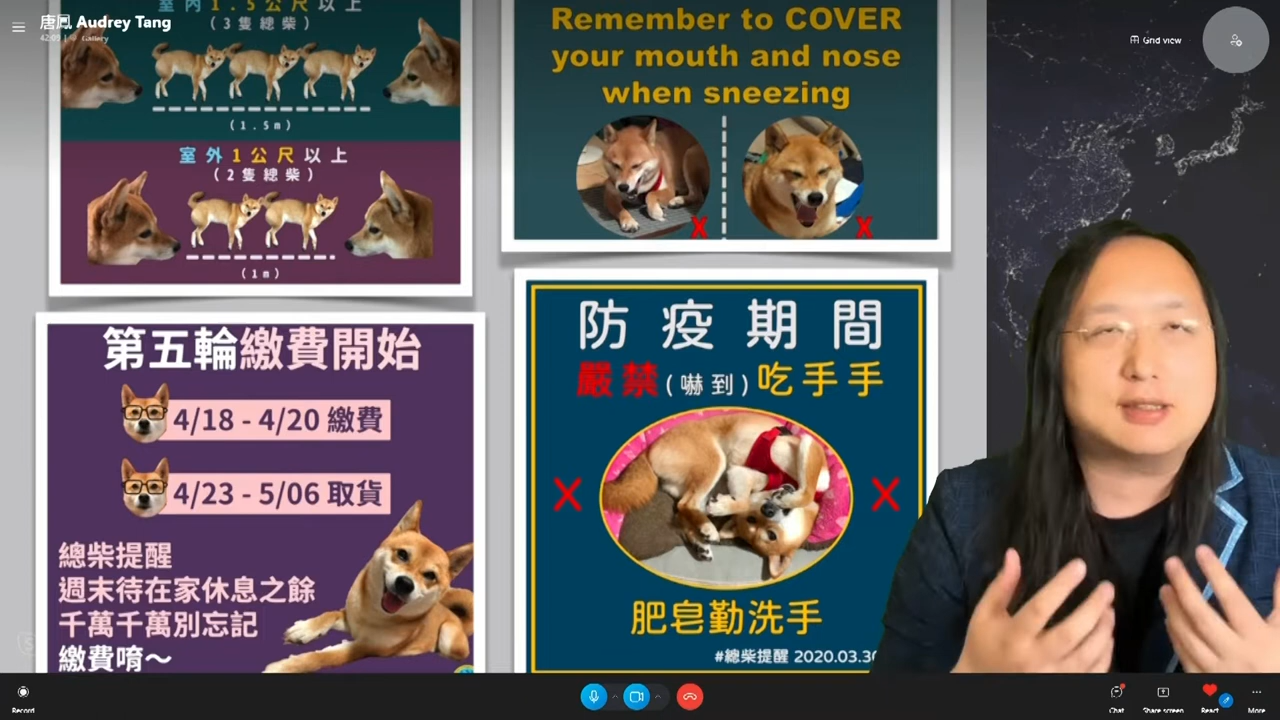 唐鳳 Audrey Tang
42:09
Gallery
Grid view
室內1.5公尺以上
(3隻總柴)
(1.5m)
室外1公尺以上
(2隻總柴)
(1m)
Remember to COVER
your mouth and nose
when sneezing
X
X
第五輪繳費開始
4/18 - 4/20 繳費
4/23 - 5/06 取貨
總柴提醒
週末待在家休息之餘
千萬千萬別忘記
繳費唷～
防疫期間
嚴禁(嚇到)吃手手
X
X
肥皂勤洗手
#總柴提醒 2020.03.30
Record
Chat
Share screen
React
More